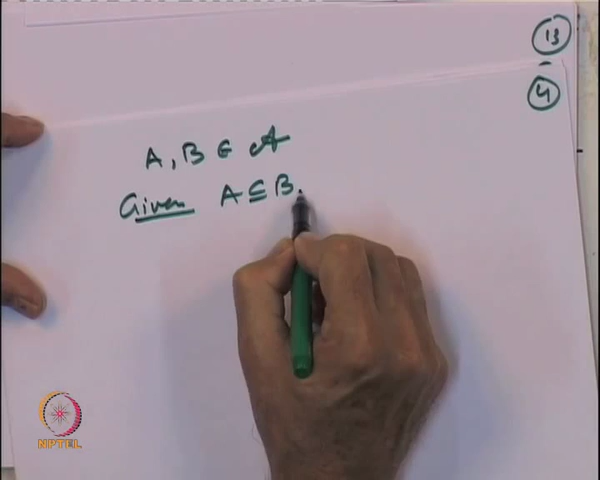 13
4
A, B ∈ 𝒜
Given A ⊆ B.
NPTEL